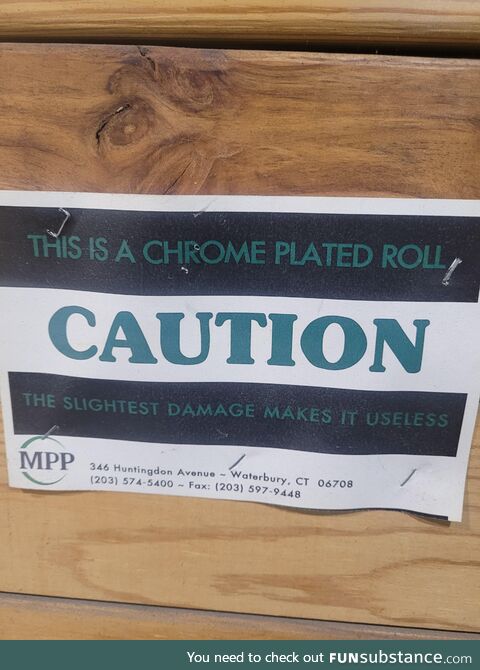 THIS IS A CHROME PLATED ROLL
CAUTION
THE SLIGHTEST DAMAGE MAKES IT USELESS
MPP
346 Huntingdon Avenue ~ Waterbury, CT 06708
(203) 574-5400 ~ Fax: (203) 597-9448
You need to check out FUNsubstance.com